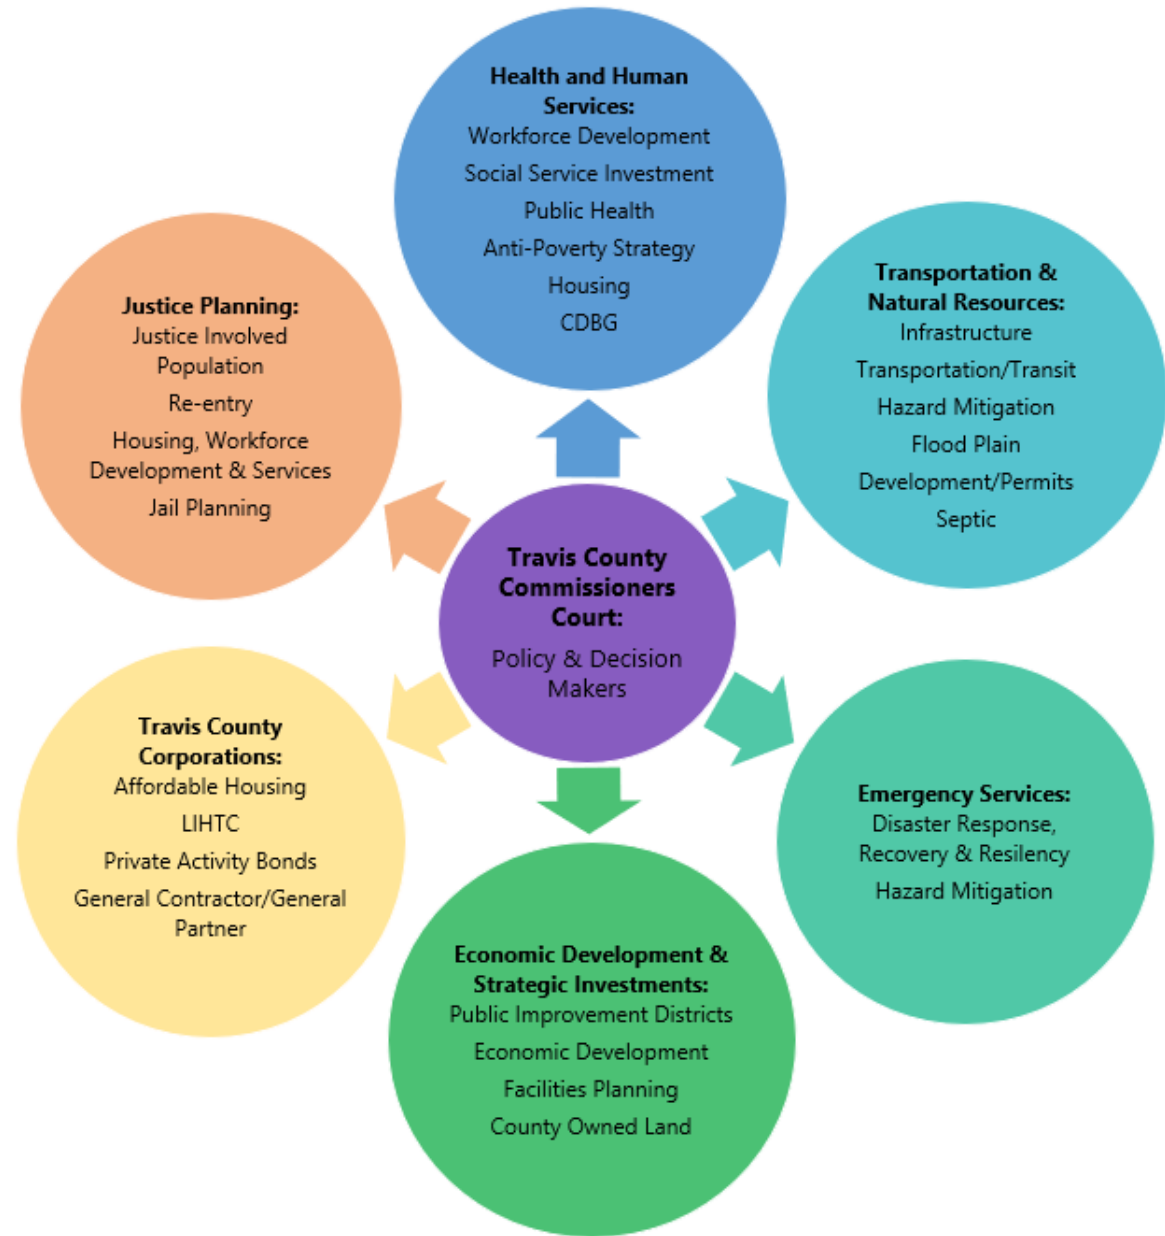 Health and Human
Services:
Workforce Development
Social Service Investment
Public Health
Anti-Poverty Strategy
Housing
CDBG
Transportation &
Natural Resources:
Infrastructure
Transportation/Transit
Hazard Mitigation
Flood Plain
Development/Permits
Septic
Justice Planning:
Justice Involved
Population
Re-entry
Housing, Workforce
Development & Services
Jail Planning
Travis County
Commissioners
Court:
Policy & Decision
Makers
Travis County
Corporations:
Affordable Housing
LIHTC
Private Activity Bonds
General Contractor/General
Partner
Emergency Services:
Disaster Response,
Recovery & Resilency
Hazard Mitigation
Economic Development &
Strategic Investments:
Public Improvement Districts
Economic Development
Facilities Planning
County Owned Land